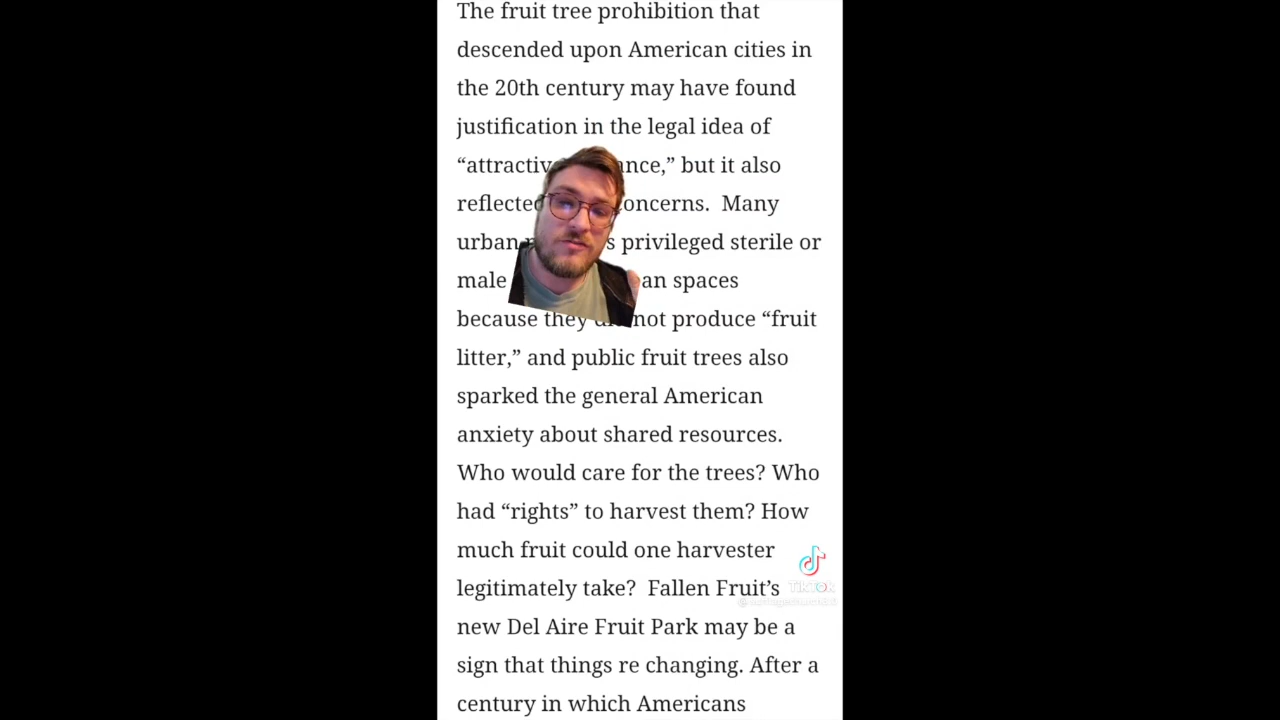 The fruit tree prohibition that
descended upon American cities in
the 20th century may have found
justification in the legal idea of
“attractiv ance,” but it also
reflected oncerns. Many
urban s privileged sterile or
male an spaces
because they did not produce “fruit
litter,” and public fruit trees also
sparked the general American
anxiety about shared resources.
Who would care for the trees? Who
had “rights” to harvest them? How
much fruit could one harvester
legitimately take? Fallen Fruit’s
new Del Aire Fruit Park may be a
sign that things re changing. After a
century in which Americans
TikTok